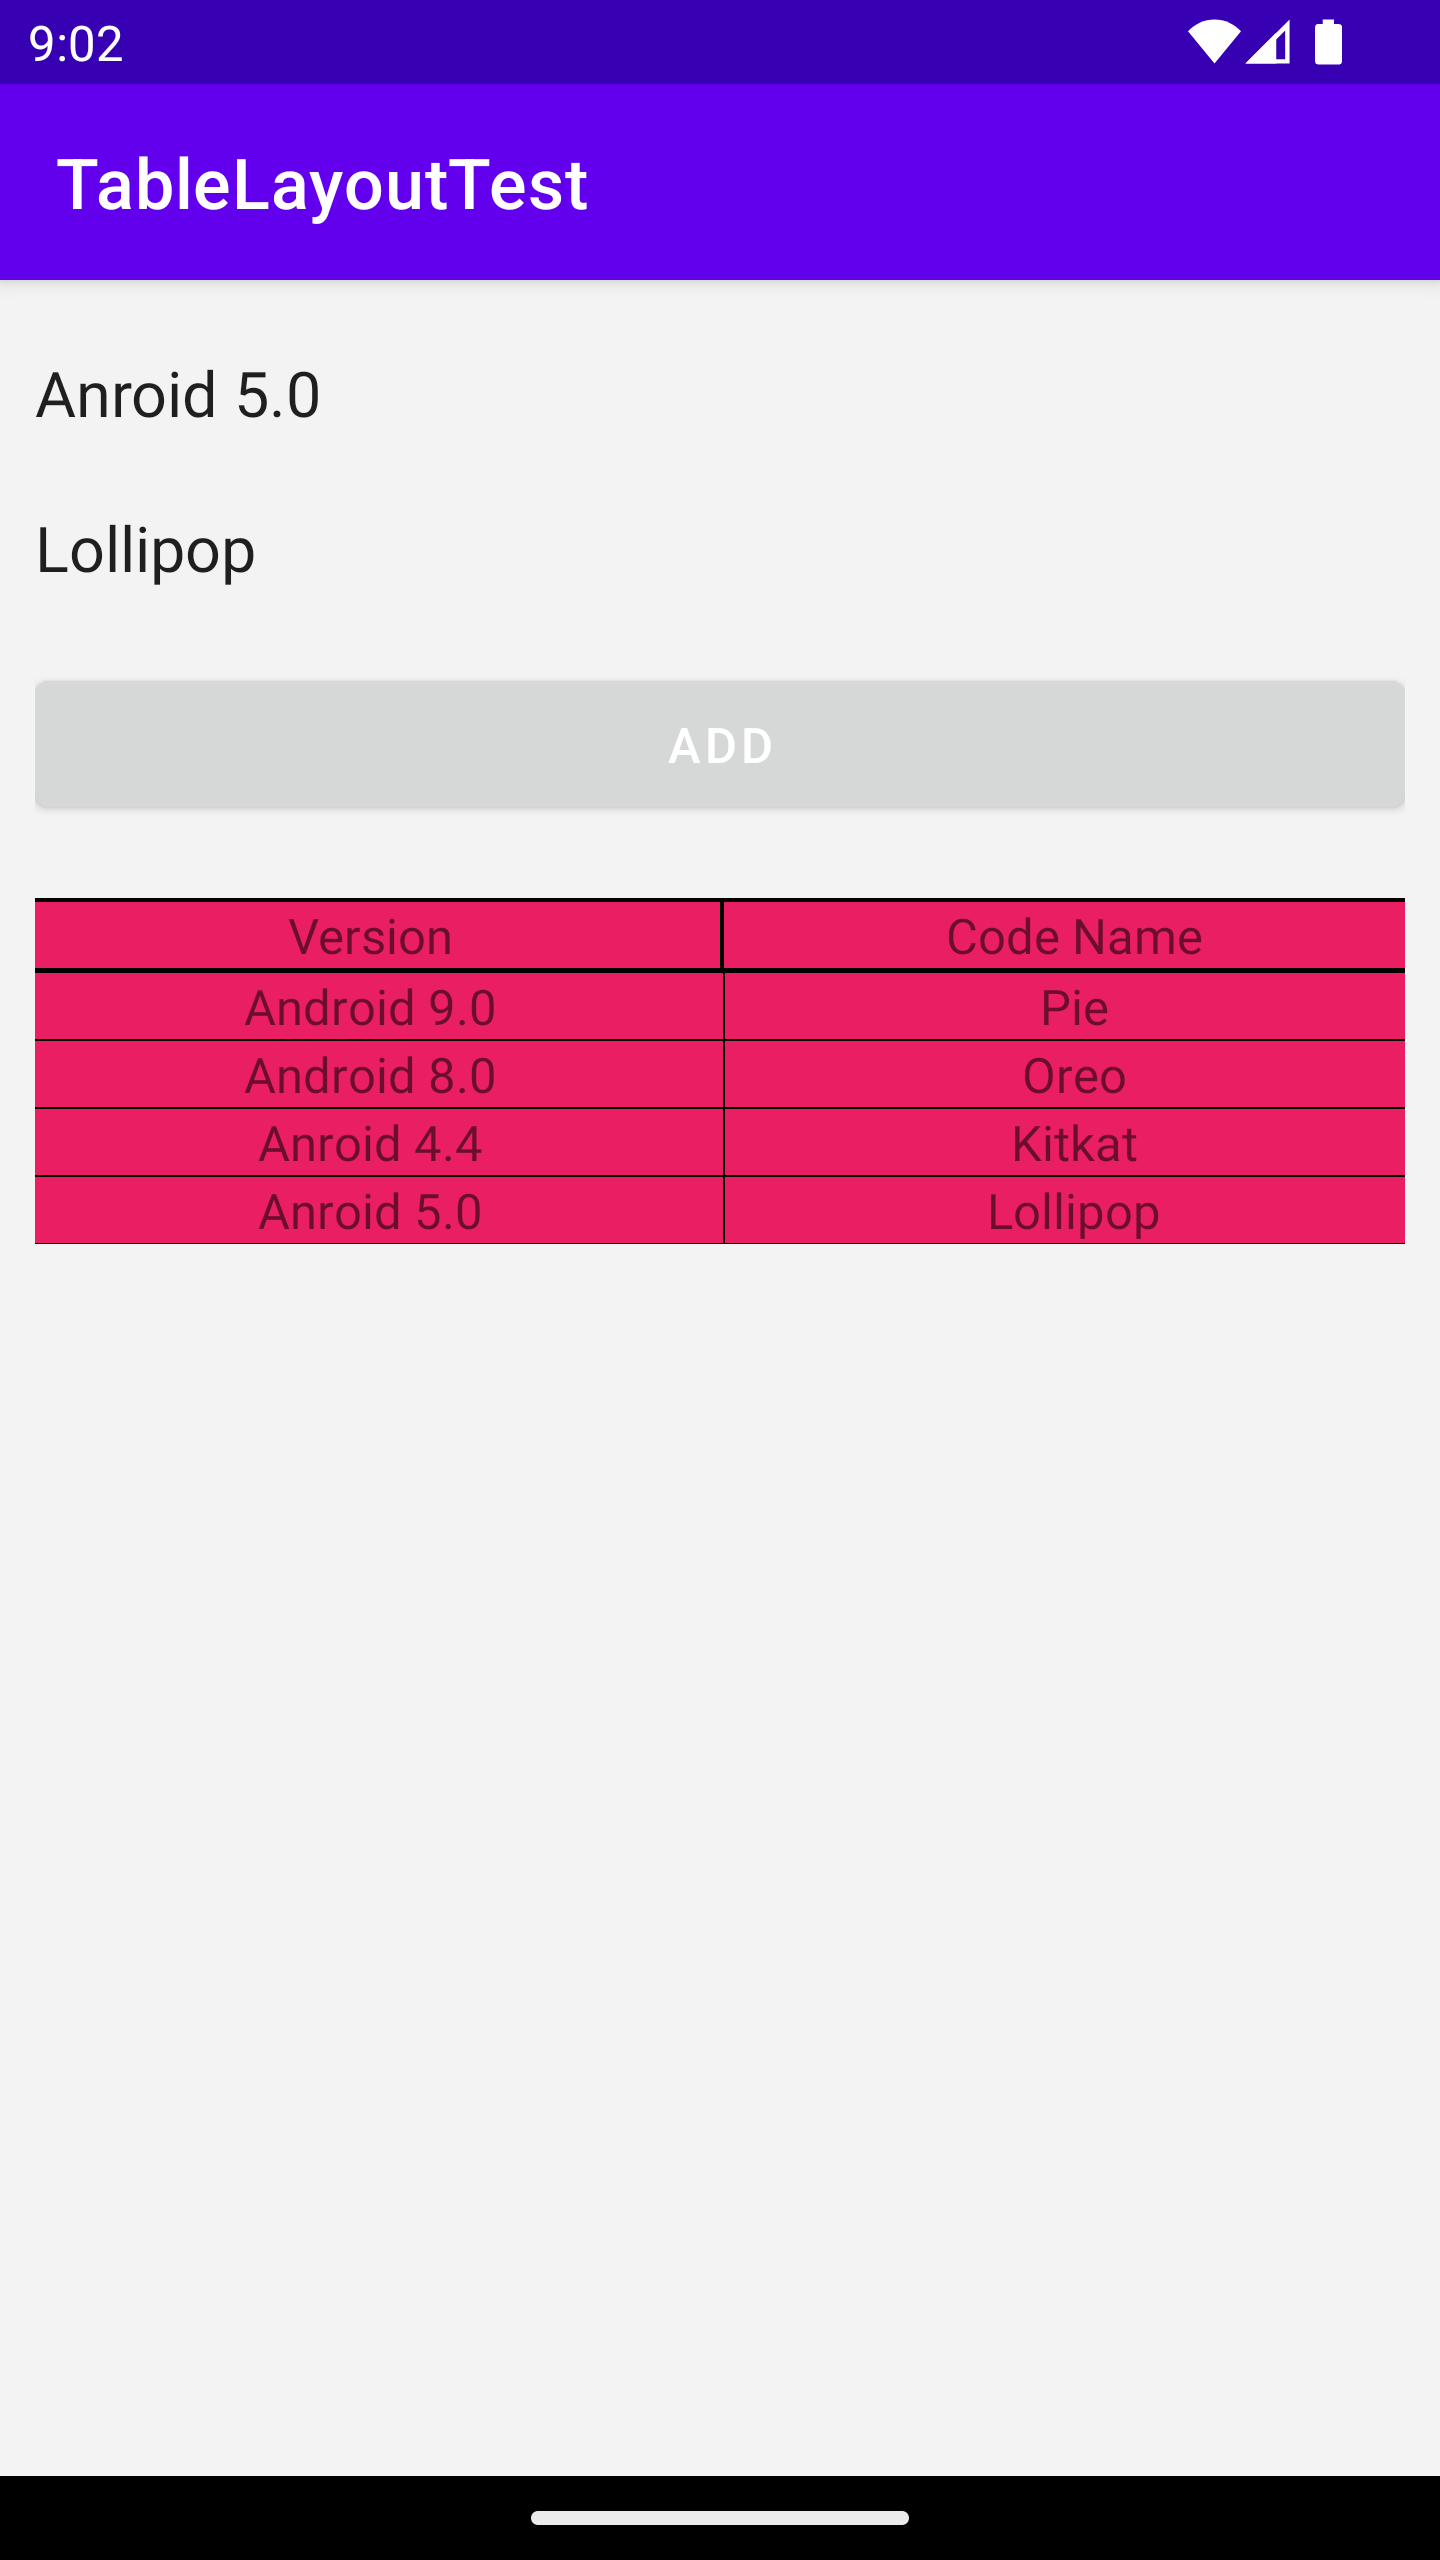 9:02
TableLayoutTest
Anroid 5.0
Lollipop
ADD
Version Code Name
Android 9.0 Pie
Android 8.0 Oreo
Anroid 4.4 Kitkat
Anroid 5.0 Lollipop